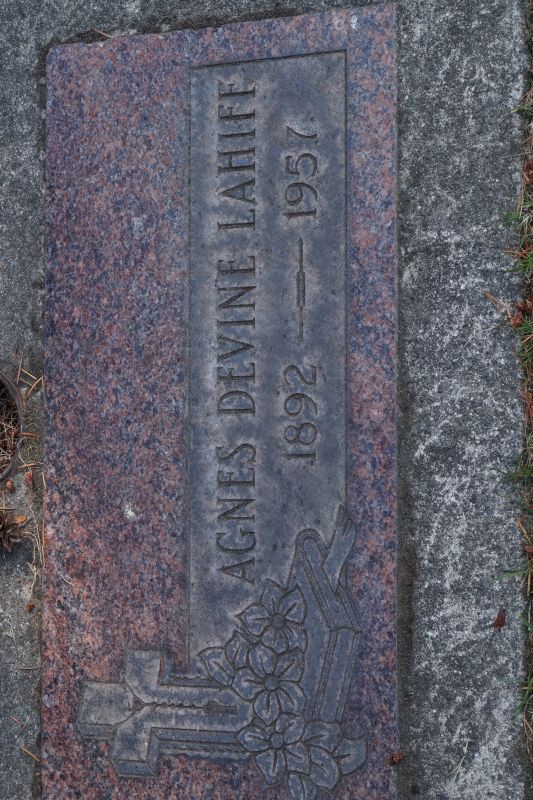 AGNES DEVINE LAHIFF
1892 — 1957